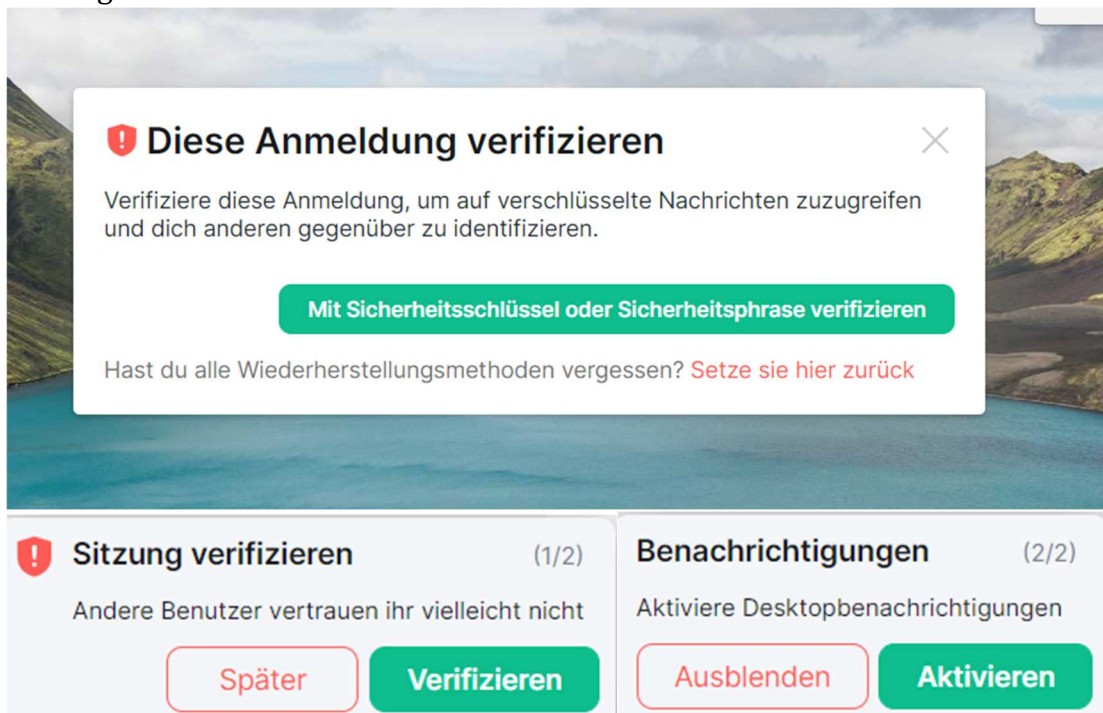 Diese Anmeldung verifizieren
Verifiziere diese Anmeldung, um auf verschlüsselte Nachrichten zuzugreifen
und dich anderen gegenüber zu identifizieren.
Mit Sicherheitsschlüssel oder Sicherheitsphrase verifizieren
Hast du alle Wiederherstellungsmethoden vergessen? Setze sie hier zurück
Sitzung verifizieren (1/2)
Andere Benutzer vertrauen ihr vielleicht nicht
Später Verifizieren
Benachrichtigungen (2/2)
Aktiviere Desktopbenachrichtigungen
Ausblenden Aktivieren